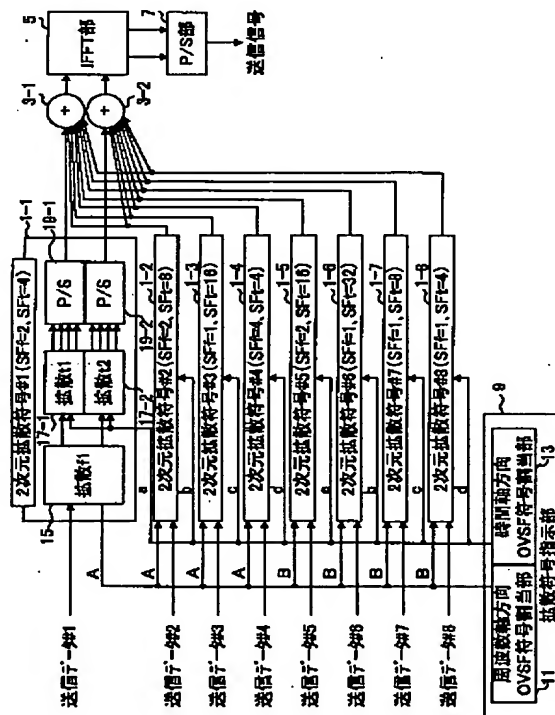 2次元拡散符号#1(SFf=2, SFt=4)
1-1
15
拡散f1
17-1
拡散t1
拡散t2
17-2
19-1
P/S
P/S
19-2
3-1
+
+
3-2
5
IFFT部
7
P/S部
送信信号
送信データ#1
A
a
送信データ#2
A
b
2次元拡散符号#2(SFf=2, SFt=8)
1-2
送信データ#3
A
c
2次元拡散符号#3(SFf=1, SFt=16)
1-3
送信データ#4
A
d
2次元拡散符号#4(SFf=4, SFt=4)
1-4
送信データ#5
B
a
2次元拡散符号#5(SFf=2, SFt=16)
1-5
送信データ#6
B
b
2次元拡散符号#6(SFf=1, SFt=32)
1-6
送信データ#7
B
c
2次元拡散符号#7(SFf=1, SFt=8)
1-7
送信データ#8
B
d
2次元拡散符号#8(SFf=1, SFt=4)
1-8
9
周波数軸方向
OVSF符号割当部
11
時間軸方向
OVSF符号割当部
13
拡散符号指示部